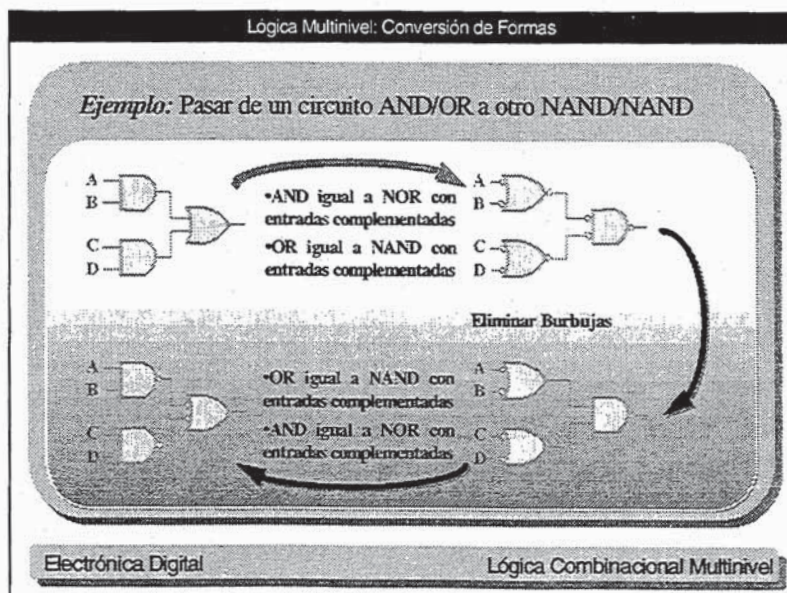 Lógica Multinivel: Conversión de Formas
Ejemplo: Pasar de un circuito AND/OR a otro NAND/NAND
A
B
C
D
•AND igual a NOR con
entradas complementadas
•OR igual a NAND con
entradas complementadas
A
B
C
D
Eliminar Burbujas
A
B
C
D
•OR igual a NAND con
entradas complementadas
•AND igual a NOR con
entradas complementadas
A
B
C
D
Electrónica Digital
Lógica Combinacional Multinivel